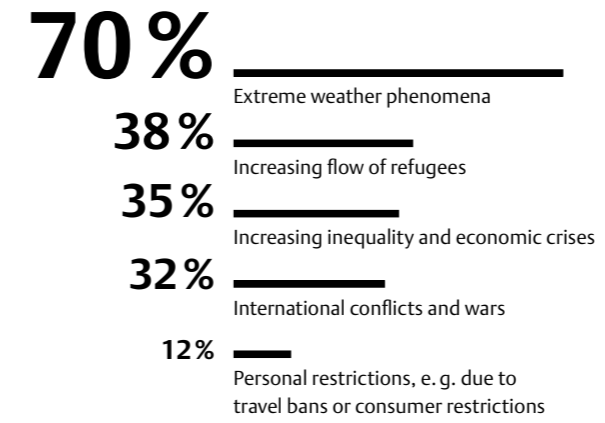 70 %
Extreme weather phenomena
38 %
Increasing flow of refugees
35 %
Increasing inequality and economic crises
32 %
International conflicts and wars
12 %
Personal restrictions, e. g. due to
travel bans or consumer restrictions